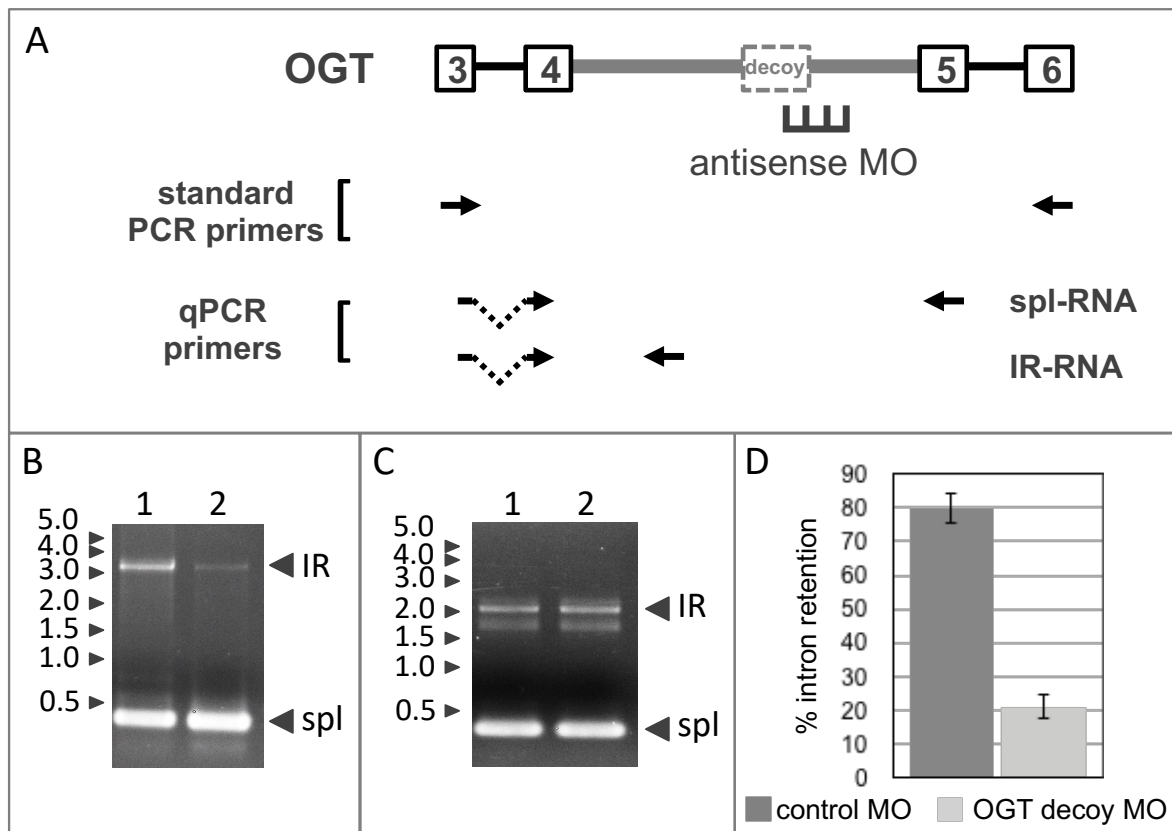 A
OGT
3
4
decoy
5
6
antisense MO
standard
PCR primers
qPCR
primers
spl-RNA
IR-RNA
B
1 2
5.0
4.0
3.0
2.0
1.5
1.0
0.5
IR
spl
C
1 2
5.0
4.0
3.0
2.0
1.5
1.0
0.5
IR
spl
D
% intron retention
90
80
70
60
50
40
30
20
10
0
control MO
OGT decoy MO